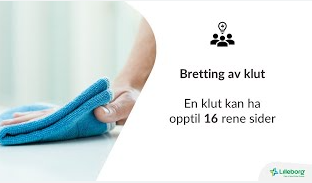 Bretting av klut
En klut kan ha
opptil 16 rene sider
Lilleborg